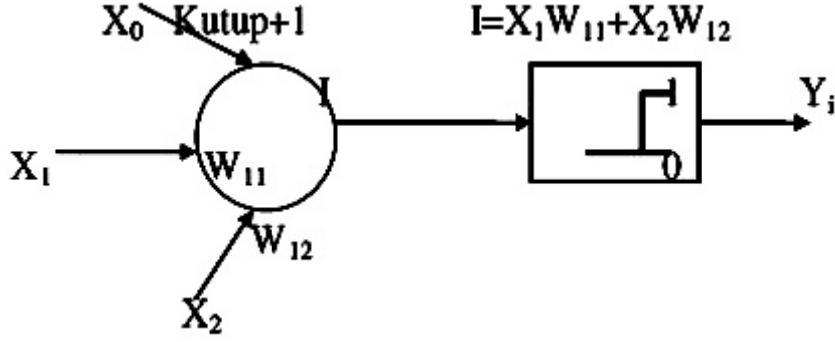 X₀ Kutup+1
I=X₁W₁₁+X₂W₁₂
I
1
Yᵢ
X₁
W₁₁
0
W₁₂
X₂